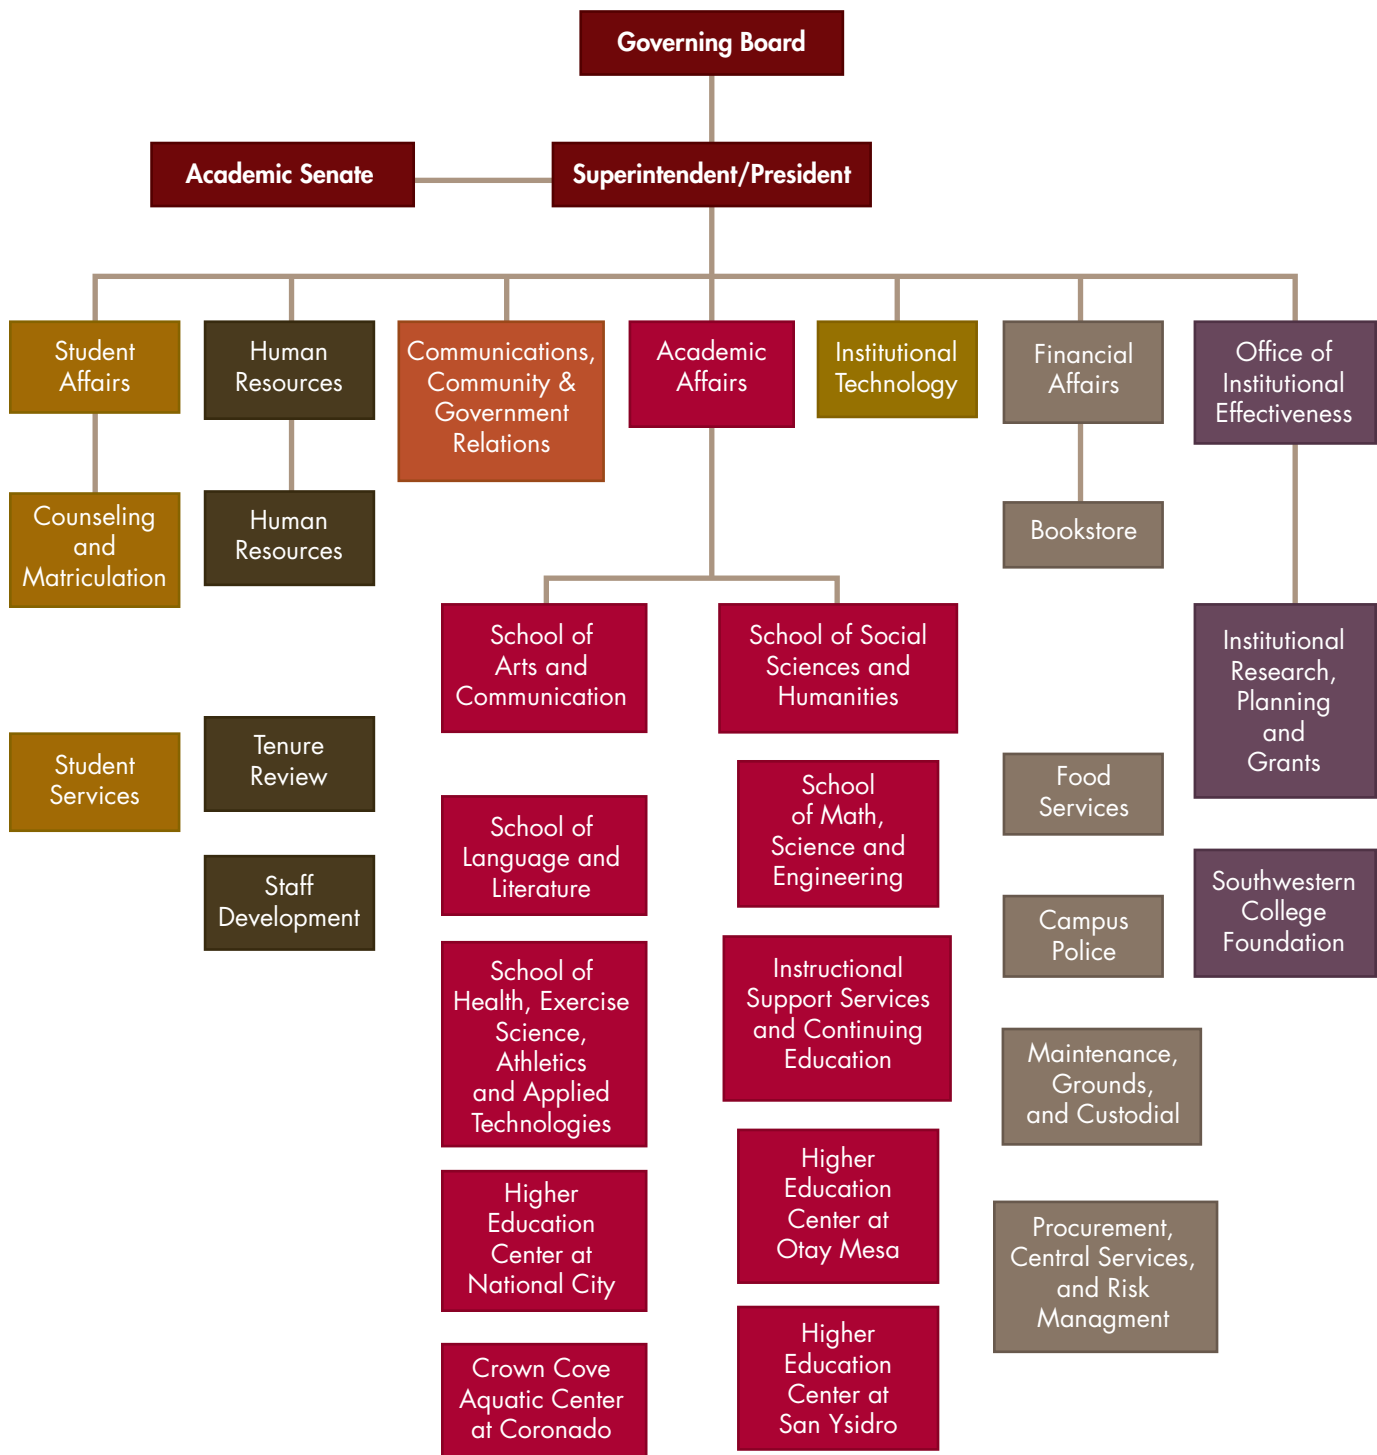 Governing Board
Academic Senate
Superintendent/President
Student
Affairs
Human
Resources
Communications,
Community &
Government
Relations
Academic
Affairs
Institutional
Technology
Financial
Affairs
Office of
Institutional
Effectiveness
Counseling
and
Matriculation
Human
Resources
Bookstore
School of
Arts and
Communication
School of Social
Sciences and
Humanities
Institutional
Research,
Planning
and
Grants
Student
Services
Tenure
Review
School
of Math,
Science and
Engineering
Food
Services
School of
Language and
Literature
Staff
Development
Campus
Police
Southwestern
College
Foundation
School of
Health, Exercise
Science,
Athletics
and Applied
Technologies
Instructional
Support Services
and Continuing
Education
Maintenance,
Grounds,
and Custodial
Higher
Education
Center at
National City
Higher
Education
Center at
Otay Mesa
Procurement,
Central Services,
and Risk
Managment
Crown Cove
Aquatic Center
at Coronado
Higher
Education
Center at
San Ysidro